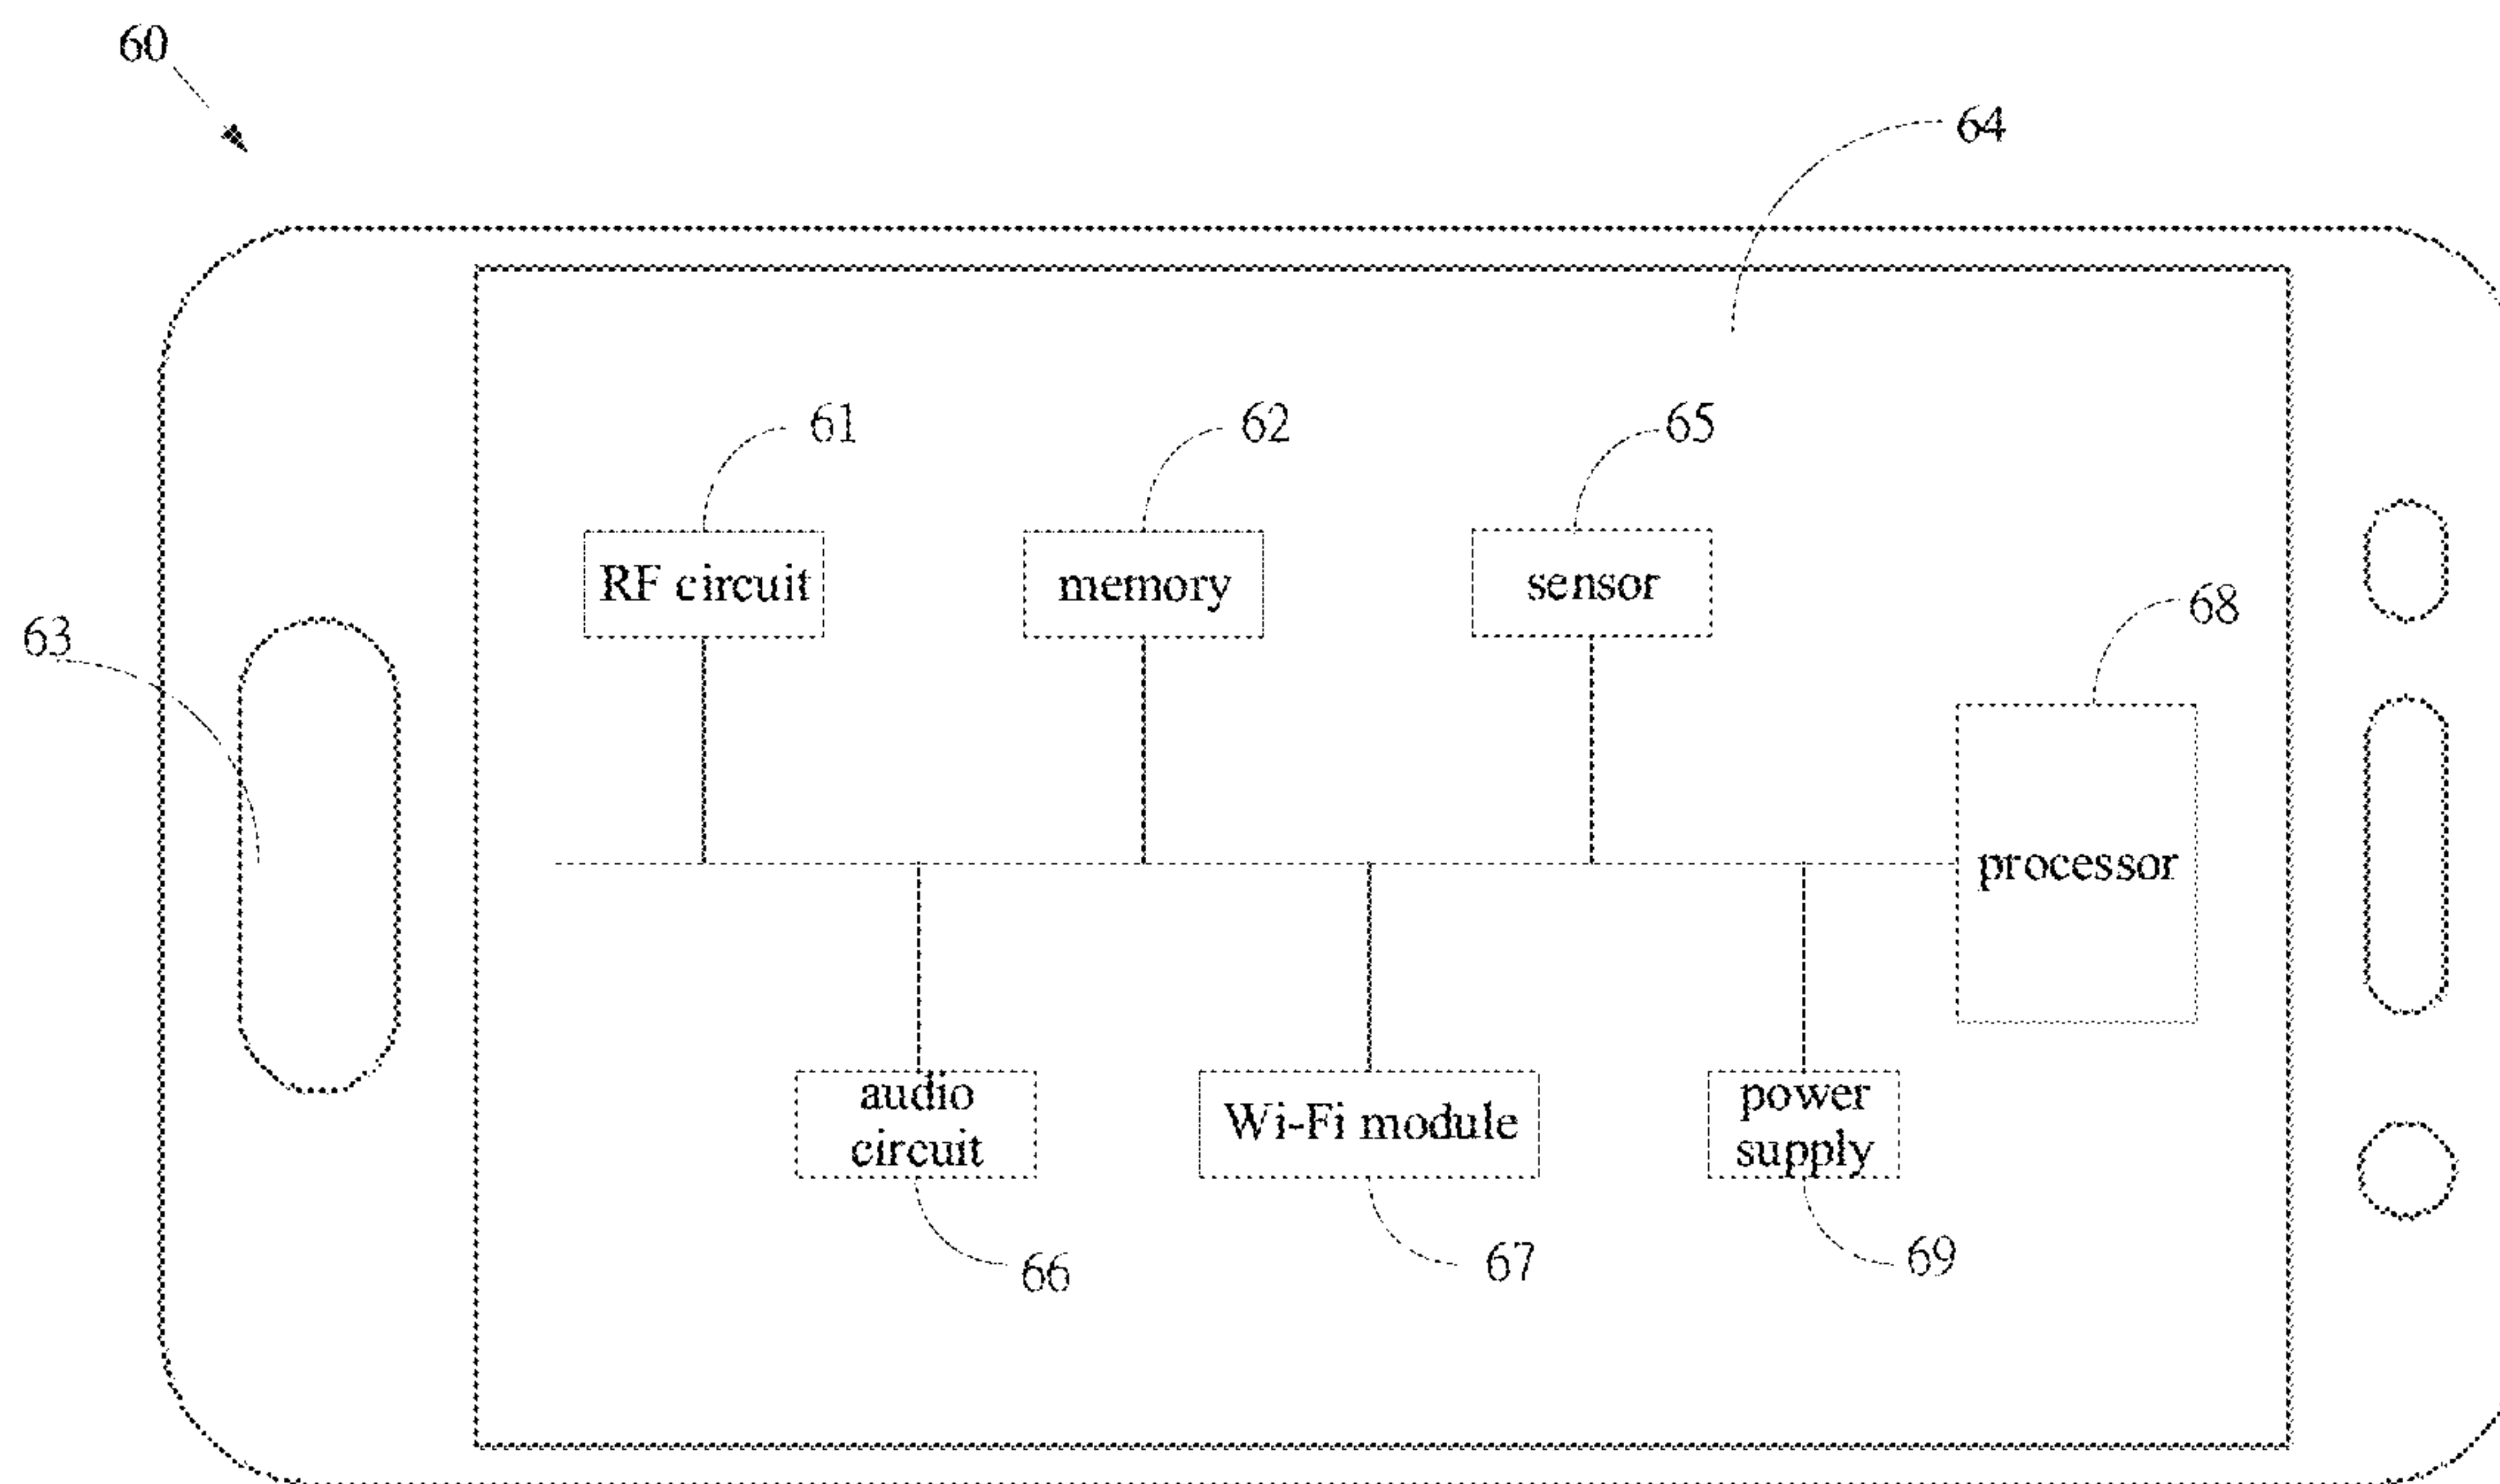 60
64
61
62
65
RF circuit
memory
sensor
68
63
processor
audio
circuit
Wi-Fi module
power
supply
66
67
69